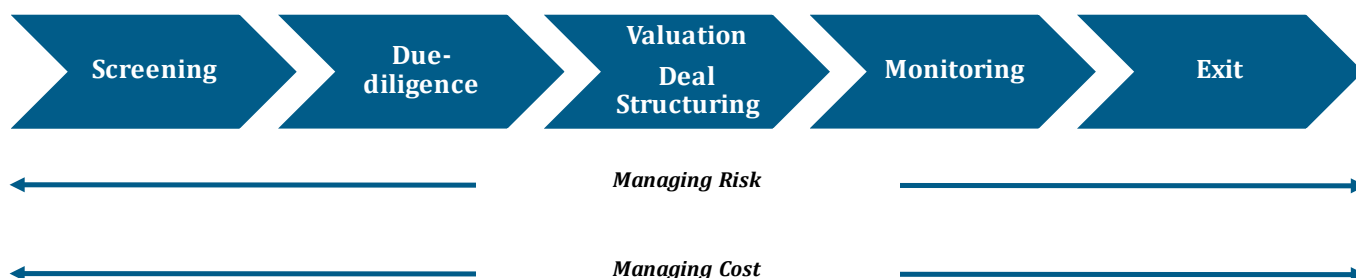 Screening
Due-
diligence
Valuation
Deal
Structuring
Monitoring
Exit
Managing Risk
Managing Cost